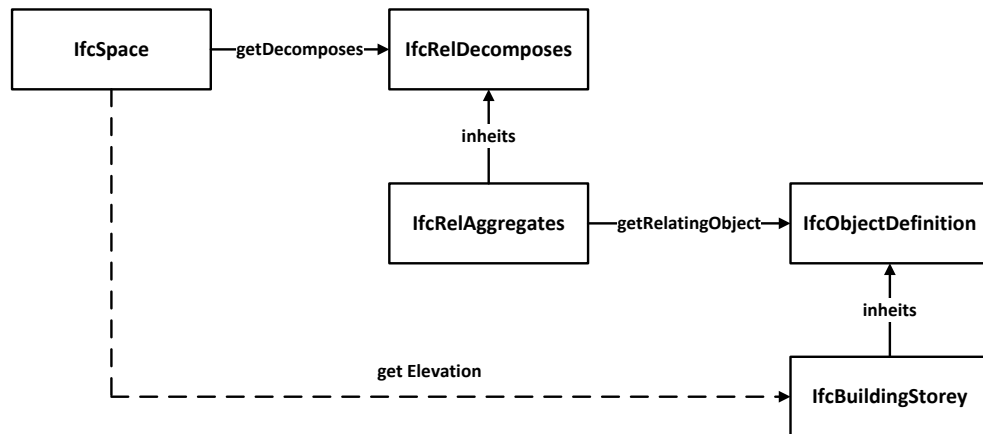 IfcSpace
getDecomposes
IfcRelDecomposes
inheits
IfcRelAggregates
getRelatingObject
IfcObjectDefinition
inheits
get Elevation
IfcBuildingStorey